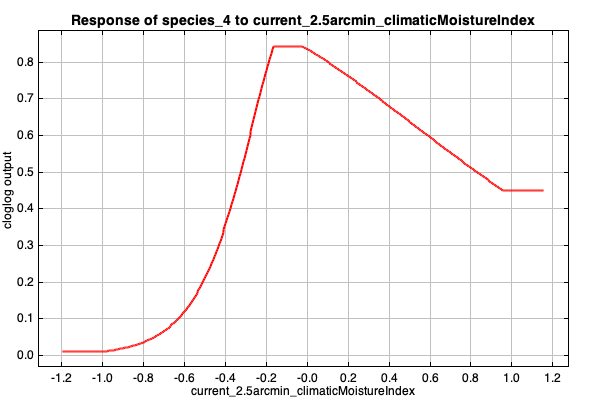 Response of species_4 to current_2.5arcmin_climaticMoistureIndex
cloglog output
0.8
0.7
0.6
0.5
0.4
0.3
0.2
0.1
0.0
-1.2 -1.0 -0.8 -0.6 -0.4 -0.2 -0.0 0.2 0.4 0.6 0.8 1.0 1.2
current_2.5arcmin_climaticMoistureIndex